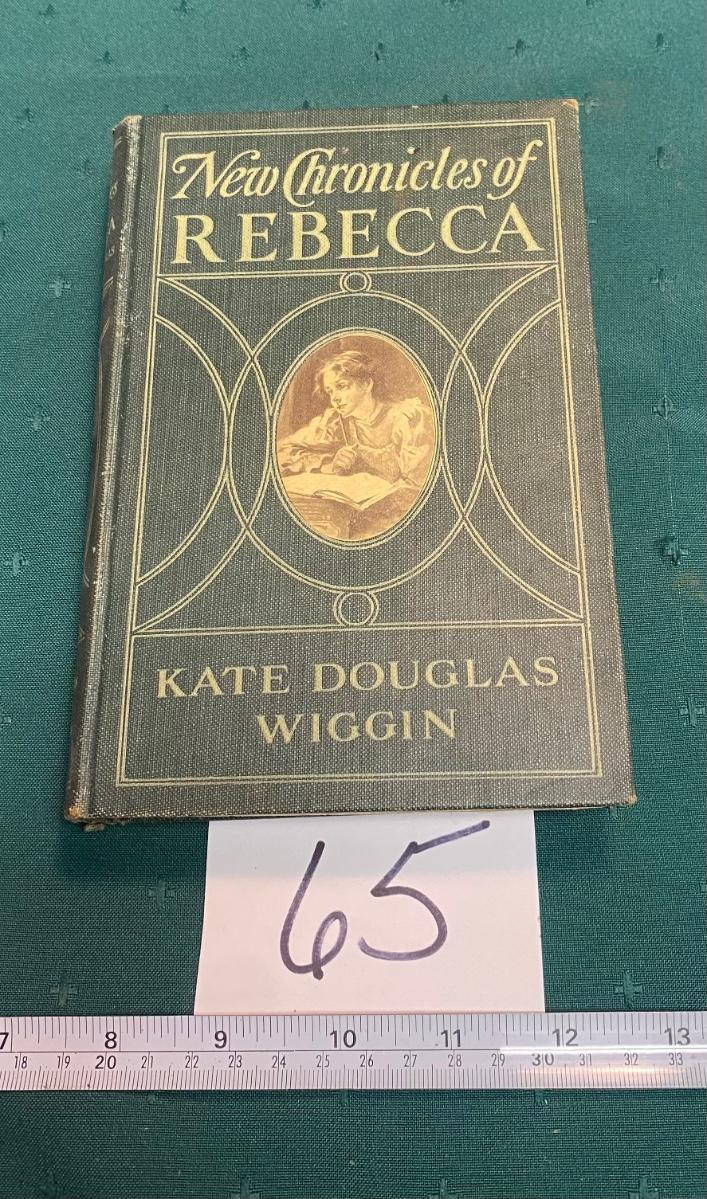 New Chronicles of
REBECCA
KATE DOUGLAS
WIGGIN
65
7 8 9 10 11 12 13
18 19 20 21 22 23 24 25 26 27 28 29 30 31 32 33